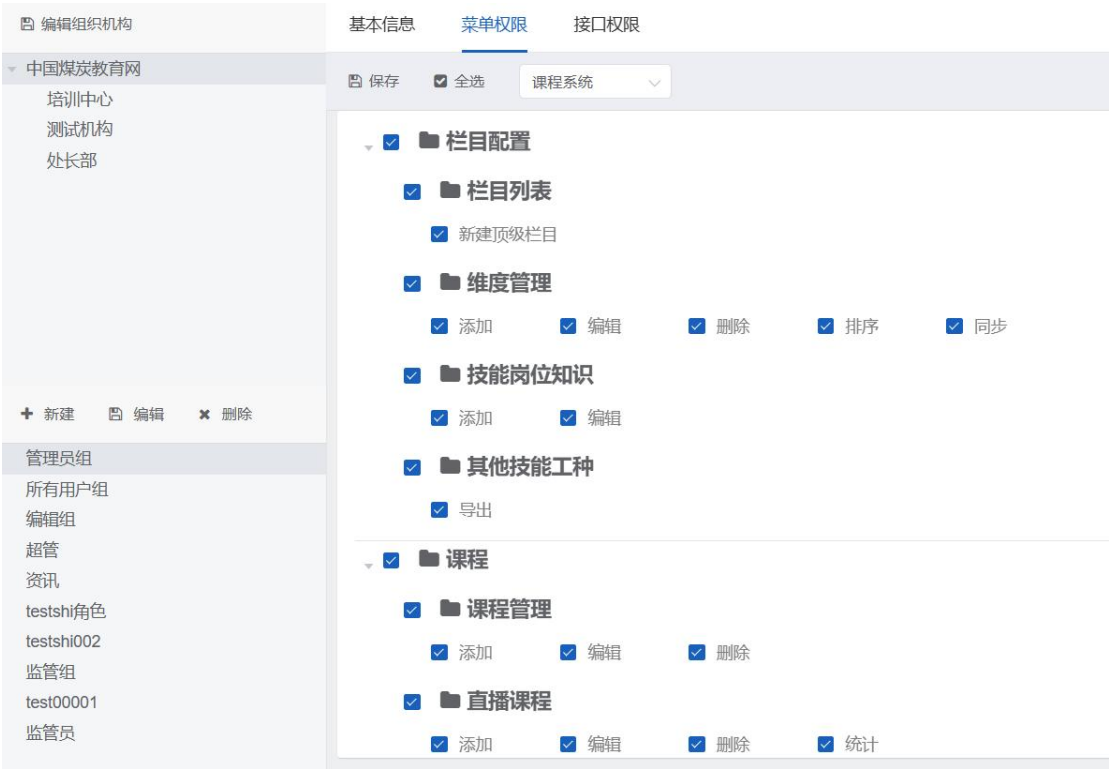 编辑组织机构
中国煤炭教育网
培训中心
测试机构
处长部
新建 编辑 删除
管理员组
所有用户组
编辑组
超管
资讯
testshi角色
testshi002
监管组
test00001
监管员
基本信息 菜单权限 接口权限
保存 全选 课程系统
栏目配置
栏目列表
新建顶级栏目
维度管理
添加 编辑 删除 排序 同步
技能岗位知识
添加 编辑
其他技能工种
导出
课程
课程管理
添加 编辑 删除
直播课程
添加 编辑 删除 统计